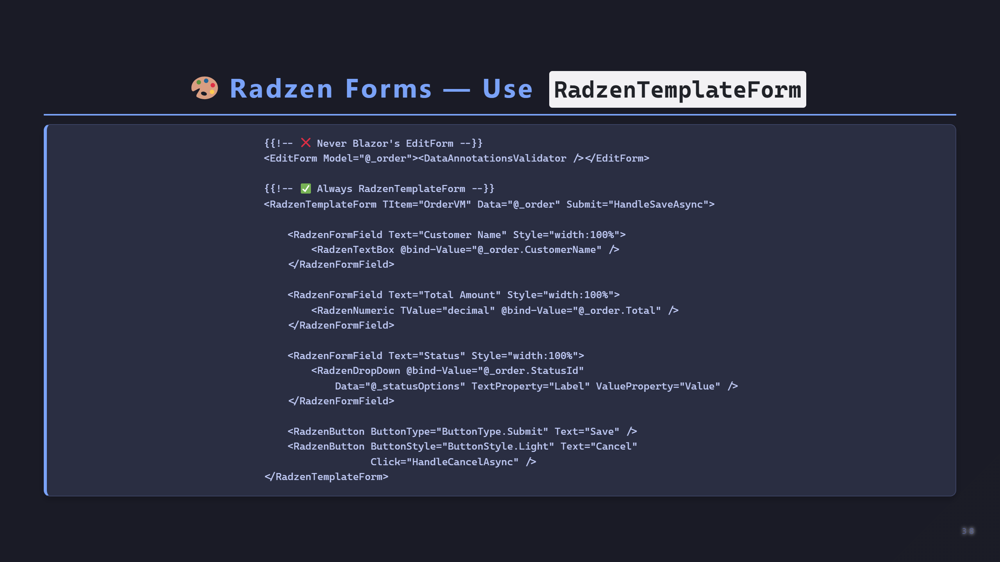 🎨 Radzen Forms — Use RadzenTemplateForm
{{!-- ❌ Never Blazor's EditForm --}}
<EditForm Model="@_order"><DataAnnotationsValidator /></EditForm>
{{!-- ✅ Always RadzenTemplateForm --}}
<RadzenTemplateForm TItem="OrderVM" Data="@_order" Submit="HandleSaveAsync">
    <RadzenFormField Text="Customer Name" Style="width:100%">
        <RadzenTextBox @bind-Value="@_order.CustomerName" />
    </RadzenFormField>
    <RadzenFormField Text="Total Amount" Style="width:100%">
        <RadzenNumeric TValue="decimal" @bind-Value="@_order.Total" />
    </RadzenFormField>
    <RadzenFormField Text="Status" Style="width:100%">
        <RadzenDropDown @bind-Value="@_order.StatusId"
            Data="@_statusOptions" TextProperty="Label" ValueProperty="Value" />
    </RadzenFormField>
    <RadzenButton ButtonType="ButtonType.Submit" Text="Save" />
    <RadzenButton ButtonStyle="ButtonStyle.Light" Text="Cancel"
                  Click="HandleCancelAsync" />
</RadzenTemplateForm>
38